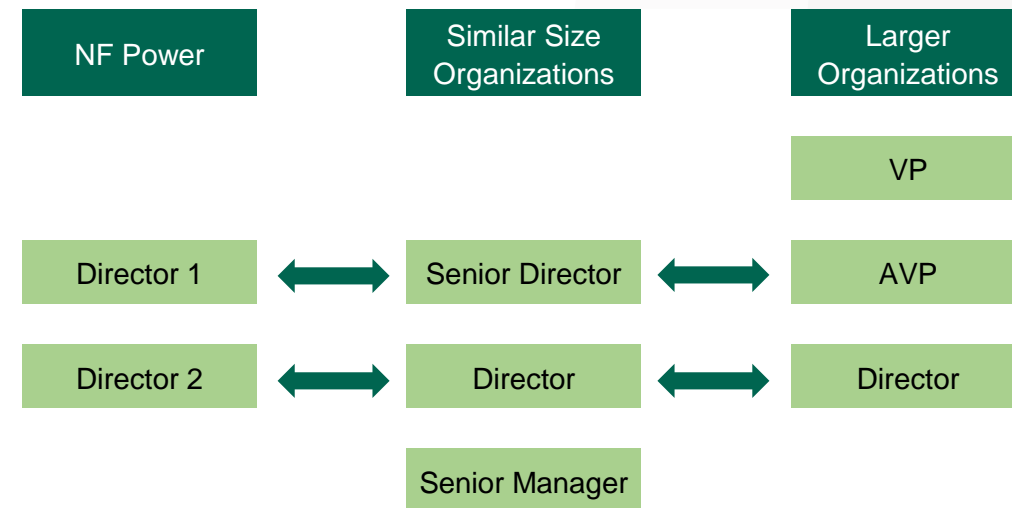 NF Power
Similar Size
Organizations
Larger
Organizations
VP
Director 1
Senior Director
AVP
Director 2
Director
Director
Senior Manager